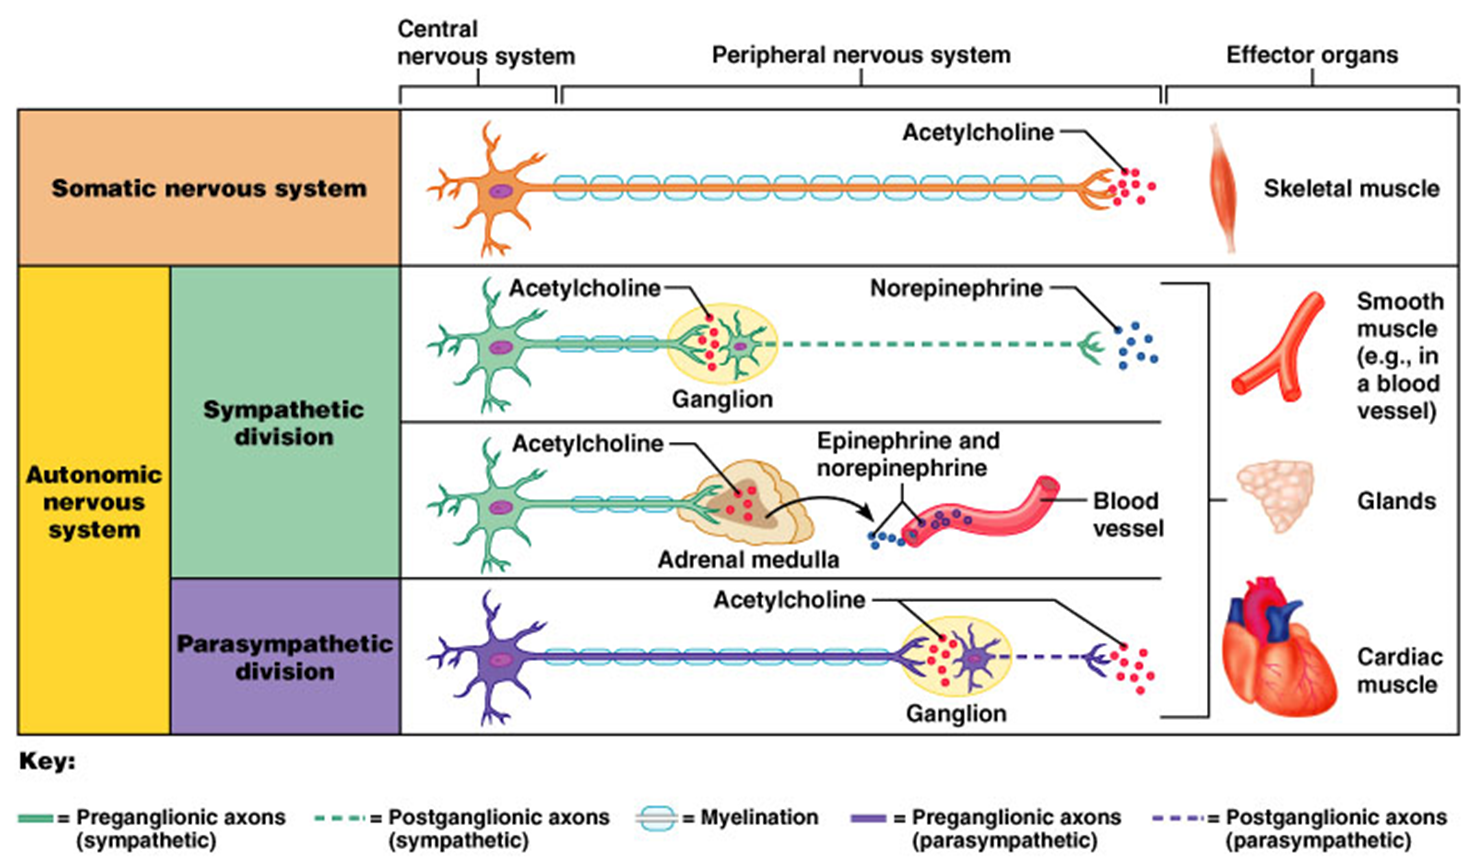 Central
nervous system
Peripheral nervous system
Effector organs
Somatic nervous system
Acetylcholine
Skeletal muscle
Autonomic
nervous
system
Sympathetic
division
Acetylcholine
Ganglion
Norepinephrine
Smooth
muscle
(e.g., in
a blood
vessel)
Acetylcholine
Adrenal medulla
Epinephrine and
norepinephrine
Blood
vessel
Glands
Parasympathetic
division
Acetylcholine
Ganglion
Cardiac
muscle
Key:
= Preganglionic axons
(sympathetic)
= Postganglionic axons
(sympathetic)
= Myelination
= Preganglionic axons
(parasympathetic)
= Postganglionic axons
(parasympathetic)